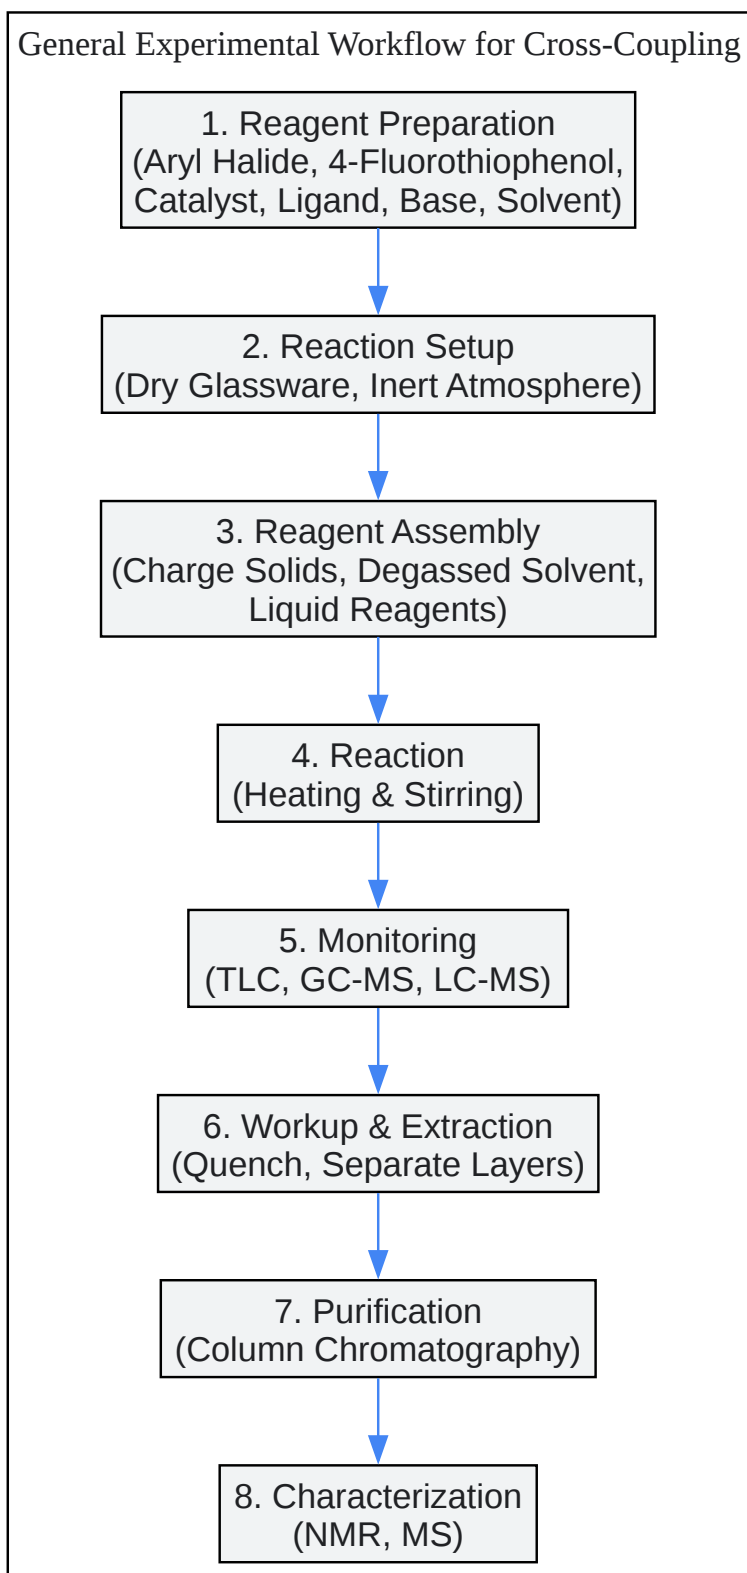 General Experimental Workflow for Cross-Coupling
1. Reagent Preparation
(Aryl Halide, 4-Fluorothiophenol,
Catalyst, Ligand, Base, Solvent)
2. Reaction Setup
(Dry Glassware, Inert Atmosphere)
3. Reagent Assembly
(Charge Solids, Degassed Solvent,
Liquid Reagents)
4. Reaction
(Heating & Stirring)
5. Monitoring
(TLC, GC-MS, LC-MS)
6. Workup & Extraction
(Quench, Separate Layers)
7. Purification
(Column Chromatography)
8. Characterization
(NMR, MS)